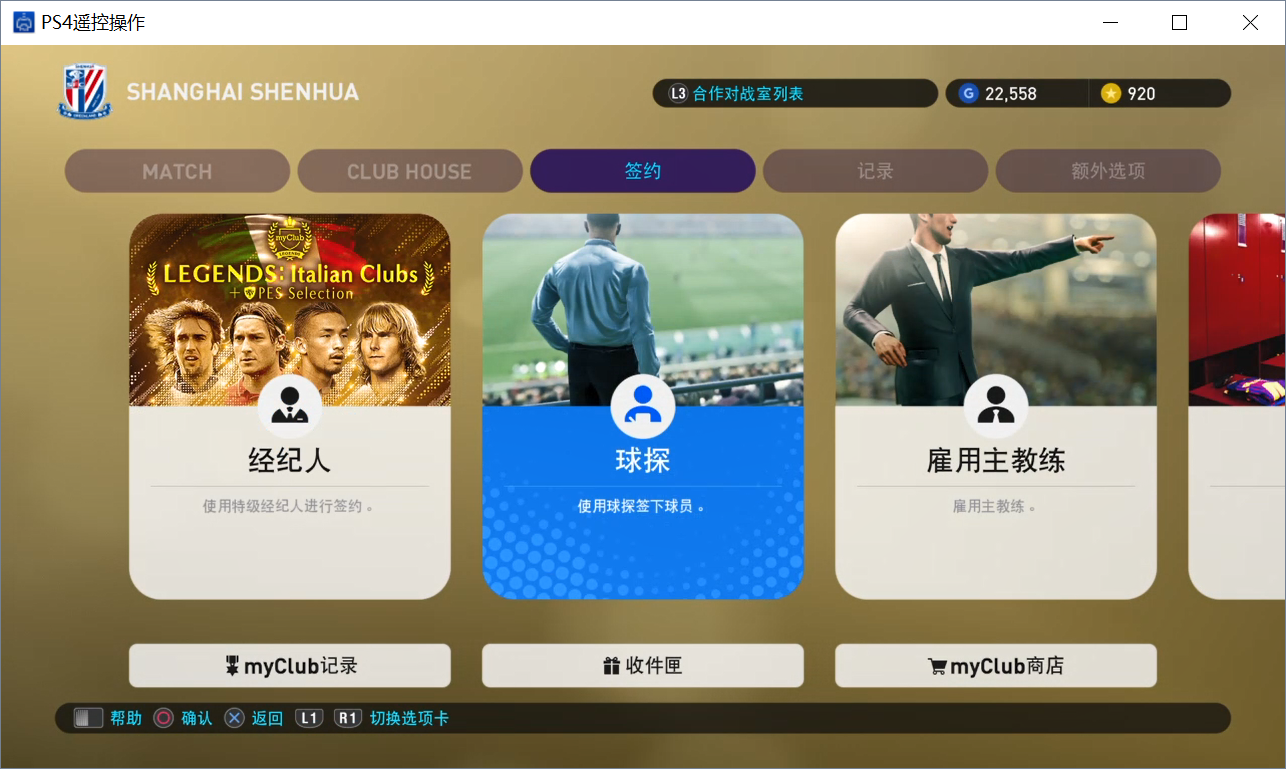 PS4遥控操作
SHANGHAI SHENHUA
L3 合作对战室列表
G 22,558
920
MATCH
CLUB HOUSE
签约
记录
额外选项
myClub
LEGENDS
LEGENDS: Italian Clubs
+ PES Selection
经纪人
使用特级经纪人进行签约。
球探
使用球探签下球员。
雇用主教练
雇用主教练。
myClub记录
收件匣
myClub商店
帮助 确认 返回 L1 R1 切换选项卡